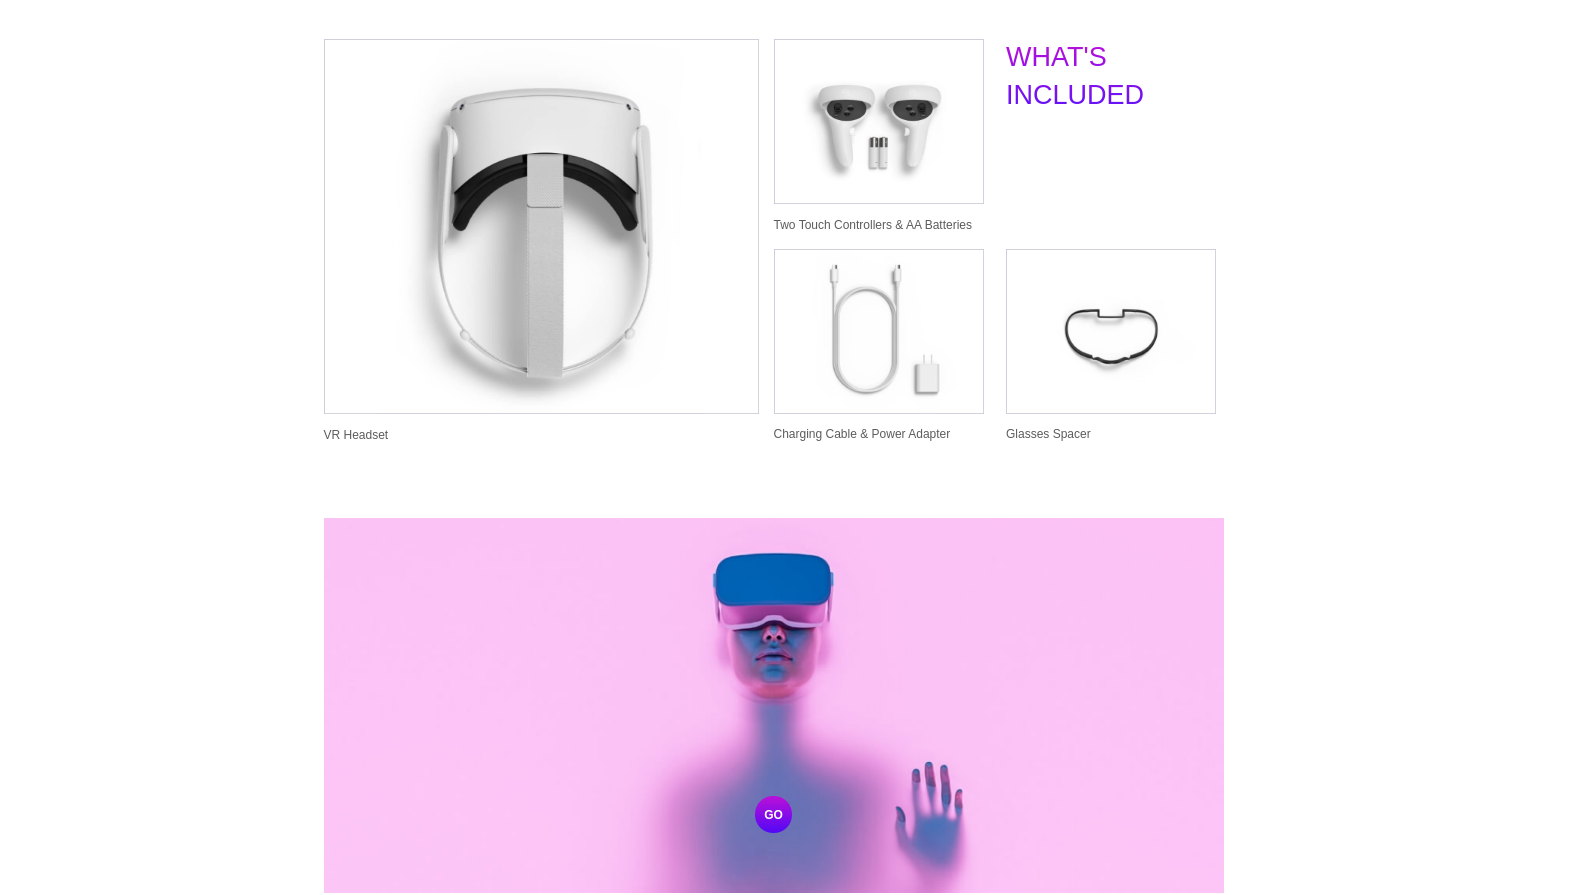 WHAT'S
INCLUDED
Two Touch Controllers & AA Batteries
VR Headset
Charging Cable & Power Adapter
Glasses Spacer
GO